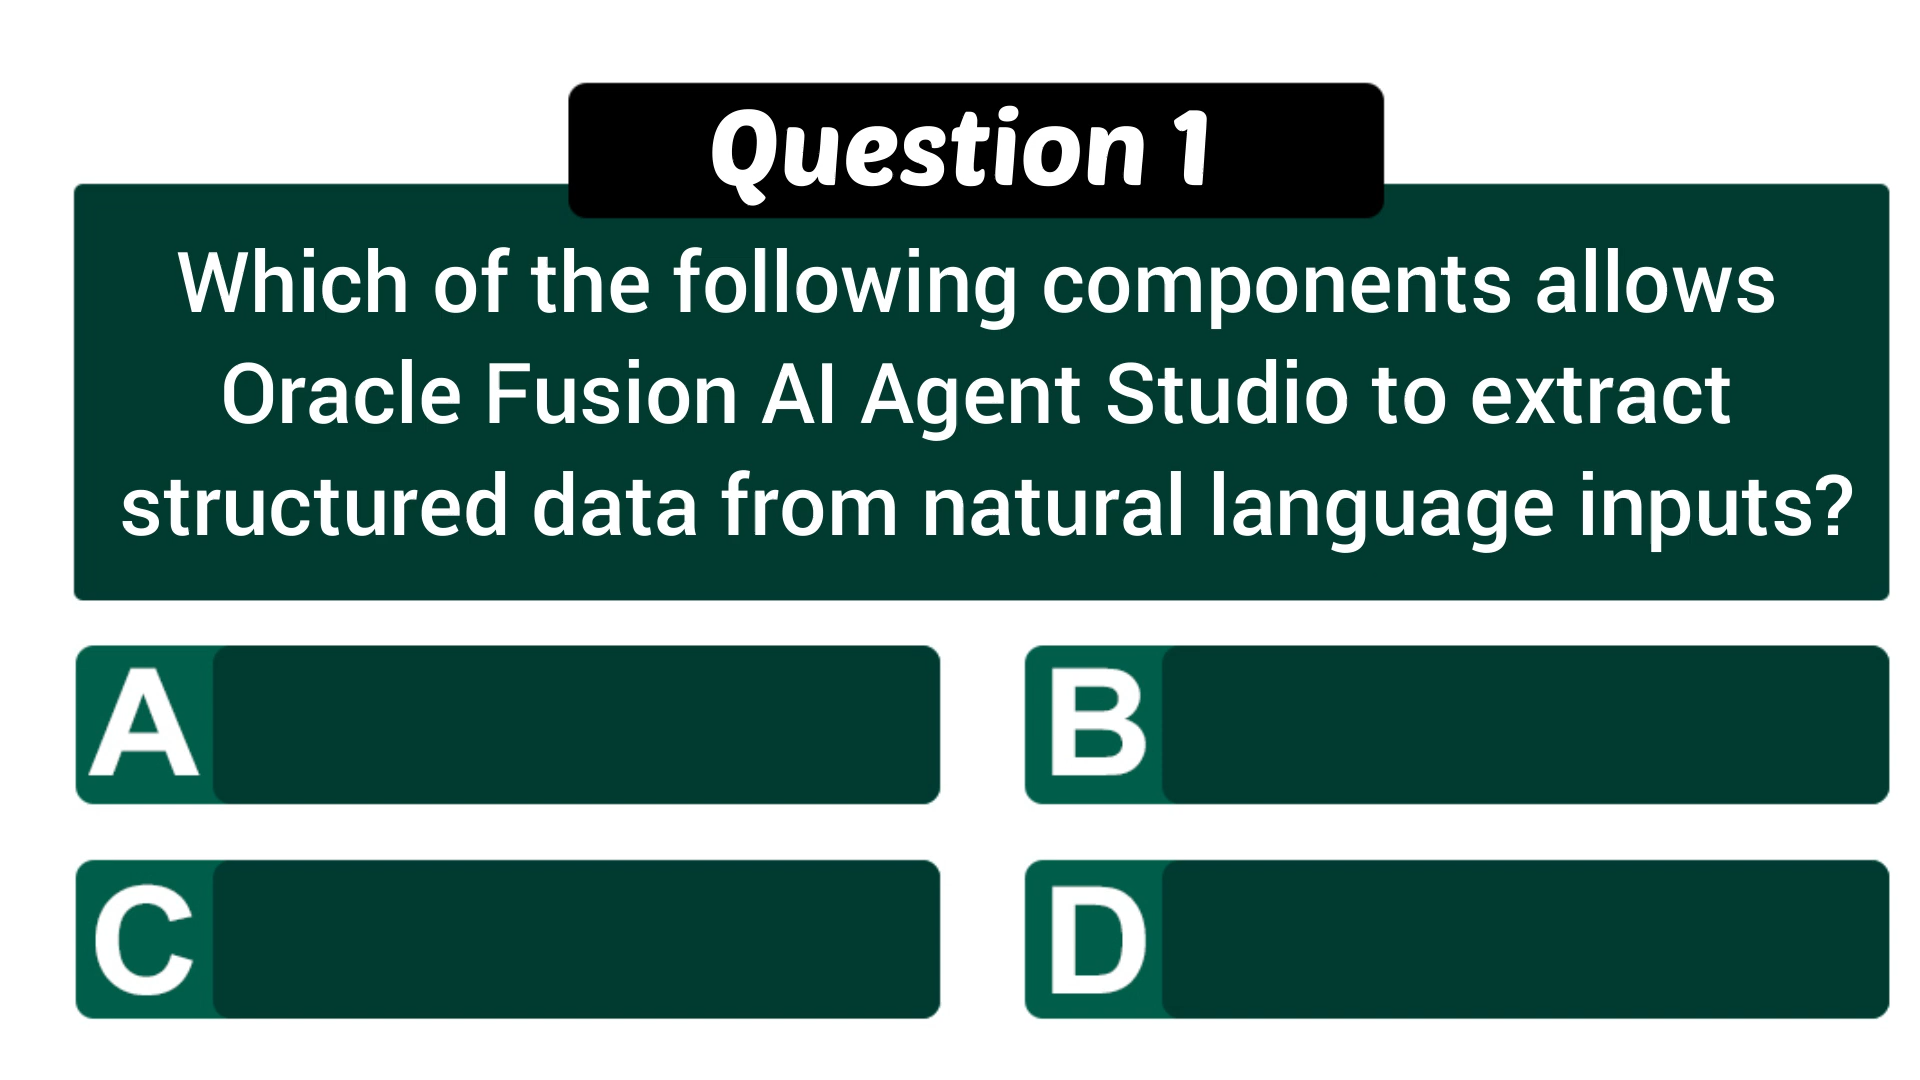 Question 1
Which of the following components allows
Oracle Fusion AI Agent Studio to extract
structured data from natural language inputs?
A
B
C
D